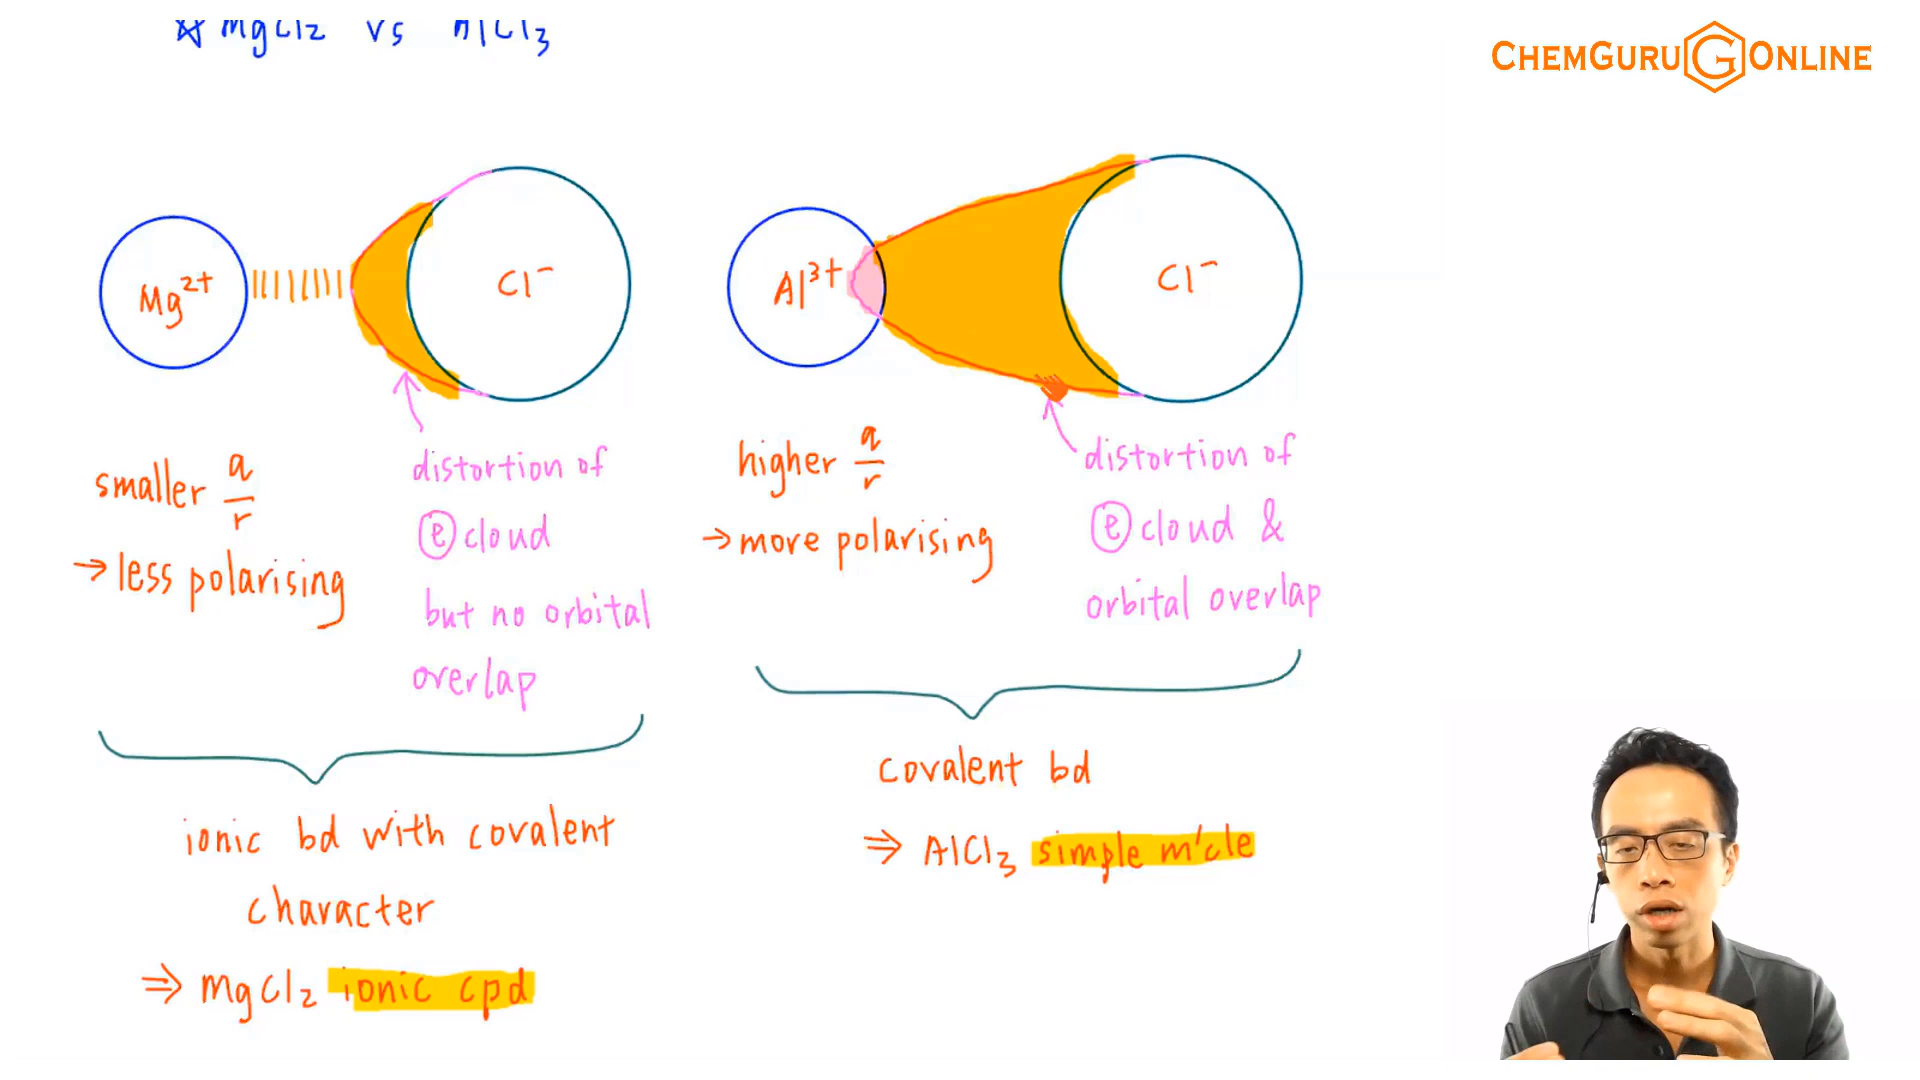 ☆ MgCl2 vs AlCl3
CHEMGURU G ONLINE
Mg2+
Cl−
Al3+
Cl−
smaller q/r
→ less polarising
distortion of
ⓔ cloud
but no orbital
overlap
higher q/r
→ more polarising
distortion of
ⓔ cloud &
orbital overlap
ionic bd with covalent
character
⇒ MgCl2 ionic cpd
covalent bd
⇒ AlCl3 simple m'cle